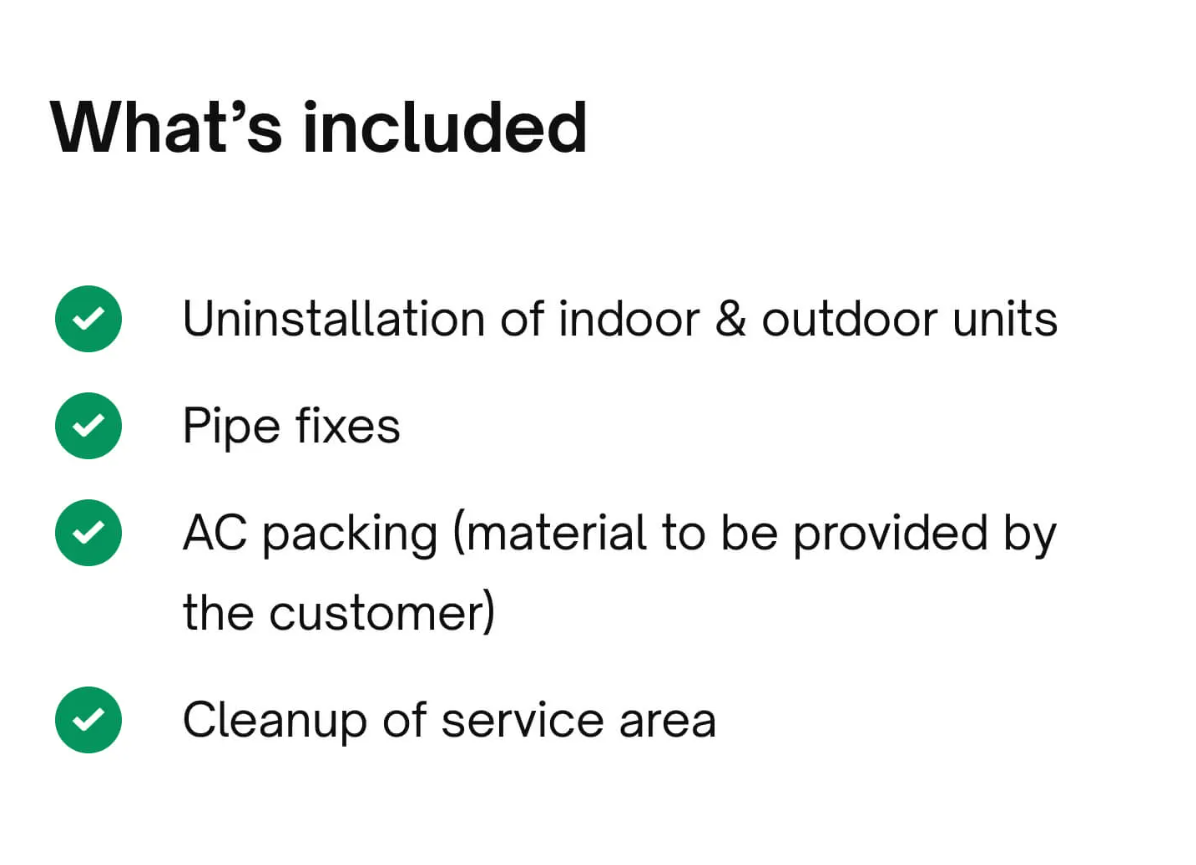 What’s included
Uninstallation of indoor & outdoor units
Pipe fixes
AC packing (material to be provided by
the customer)
Cleanup of service area